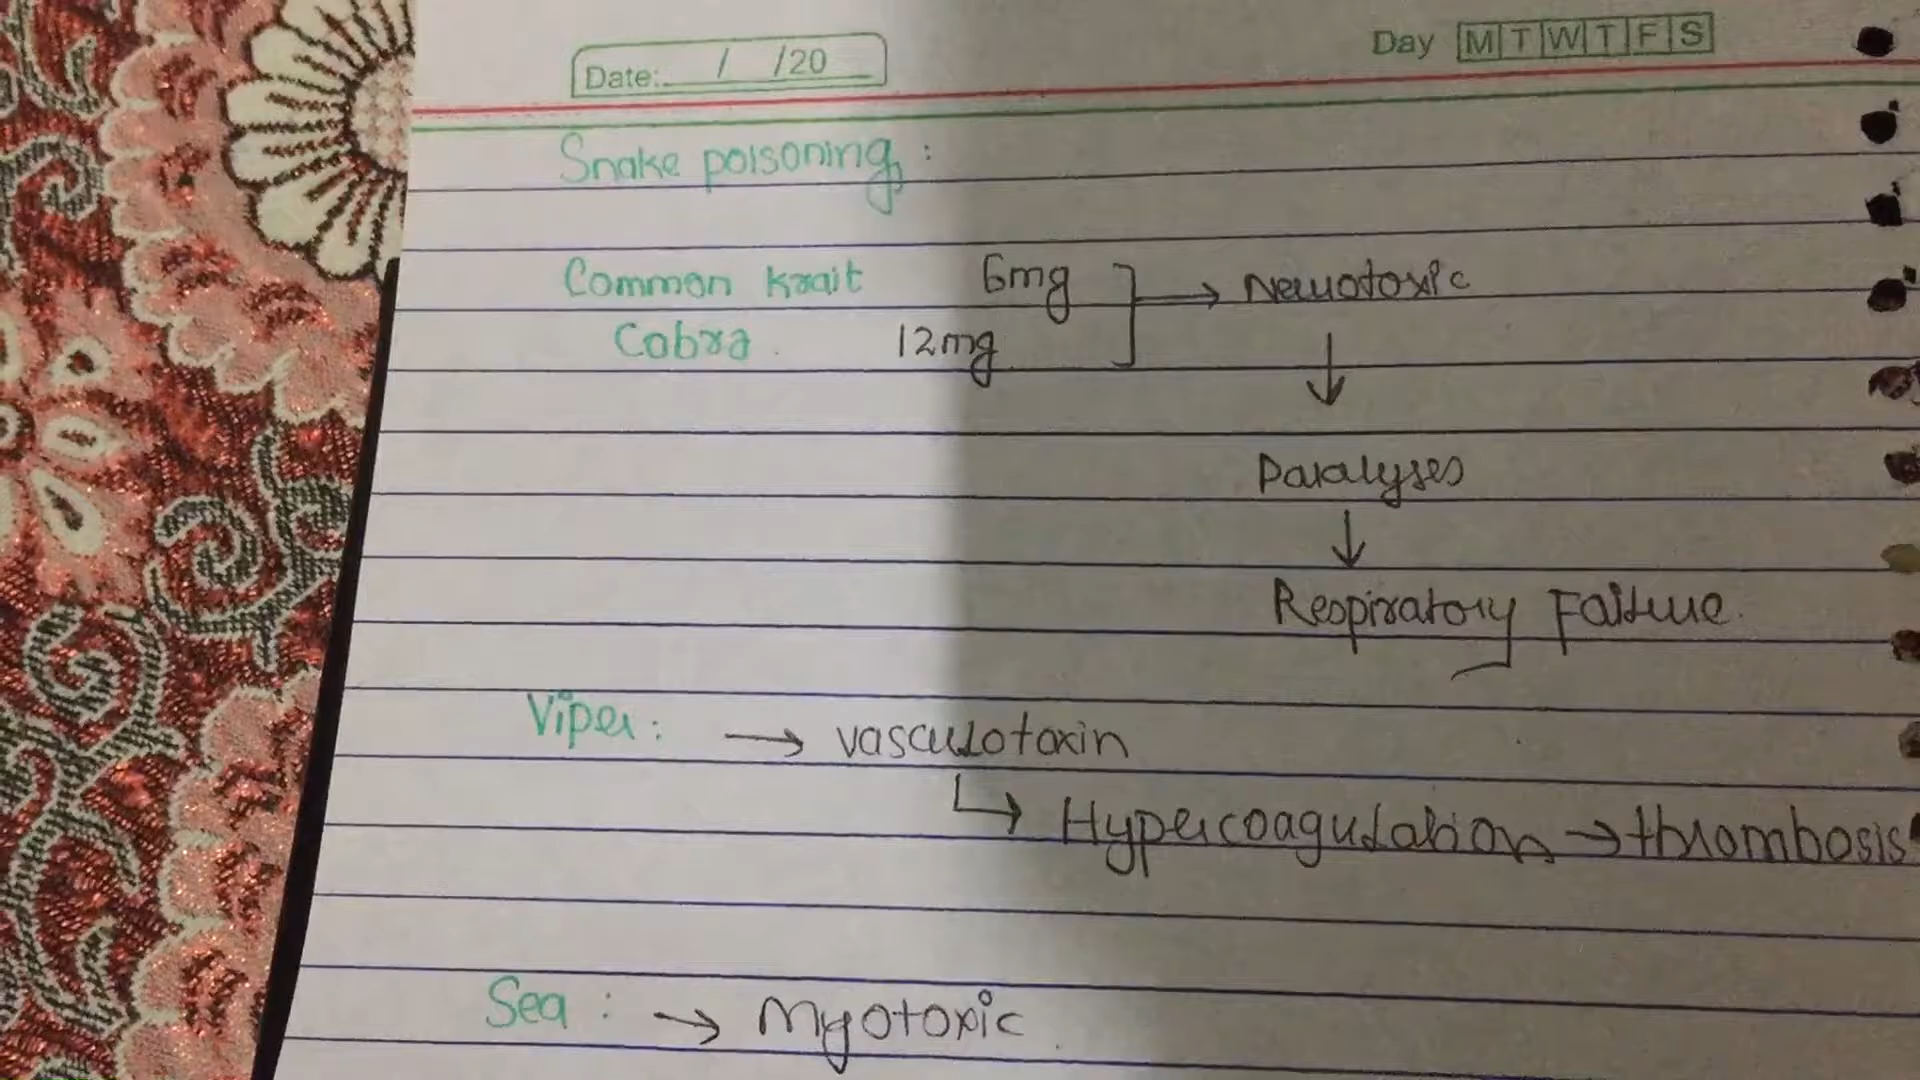 Date: / /20
Day M T W T F S
Snake poisoning :
Common krait 6mg → Neurotoxic
Cobra 12mg
↓
Paralyses
↓
Respiratory Failure.
Viper : → vasculotoxin
↳ Hypercoagulation → thrombosis
Sea : → Myotoxic